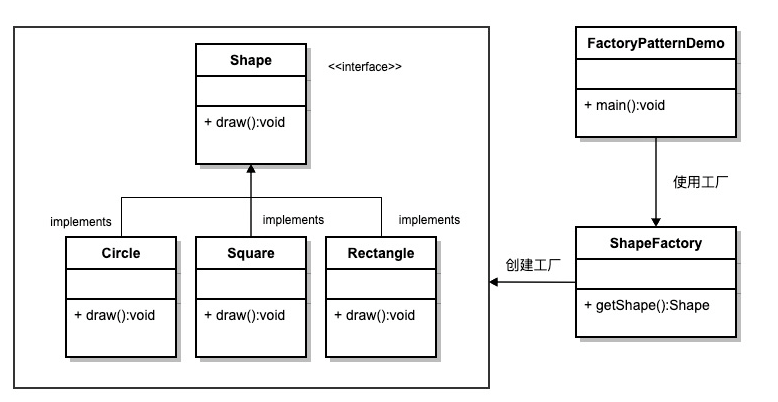 Shape
<<interface>>
+ draw():void
implements
implements
implements
Circle
+ draw():void
Square
+ draw():void
Rectangle
+ draw():void
FactoryPatternDemo
+ main():void
使用工厂
ShapeFactory
+ getShape():Shape
创建工厂